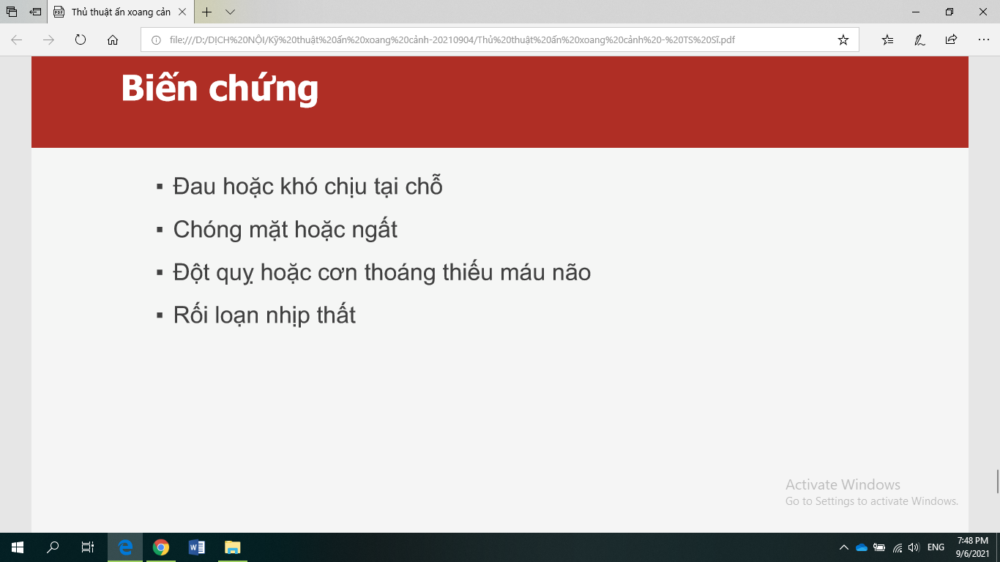 Thủ thuật ấn xoang cản
file:///D:/DỊCH%20NỘI/Kỹ%20thuật%20ấn%20xoang%20cảnh-20210904/Thủ%20thuật%20ấn%20xoang%20cảnh%20-%20TS%20Sĩ.pdf
Biến chứng
▪ Đau hoặc khó chịu tại chỗ
▪ Chóng mặt hoặc ngất
▪ Đột quỵ hoặc cơn thoáng thiếu máu não
▪ Rối loạn nhịp thất
Activate Windows
Go to Settings to activate Windows.
ENG
7:48 PM
9/6/2021